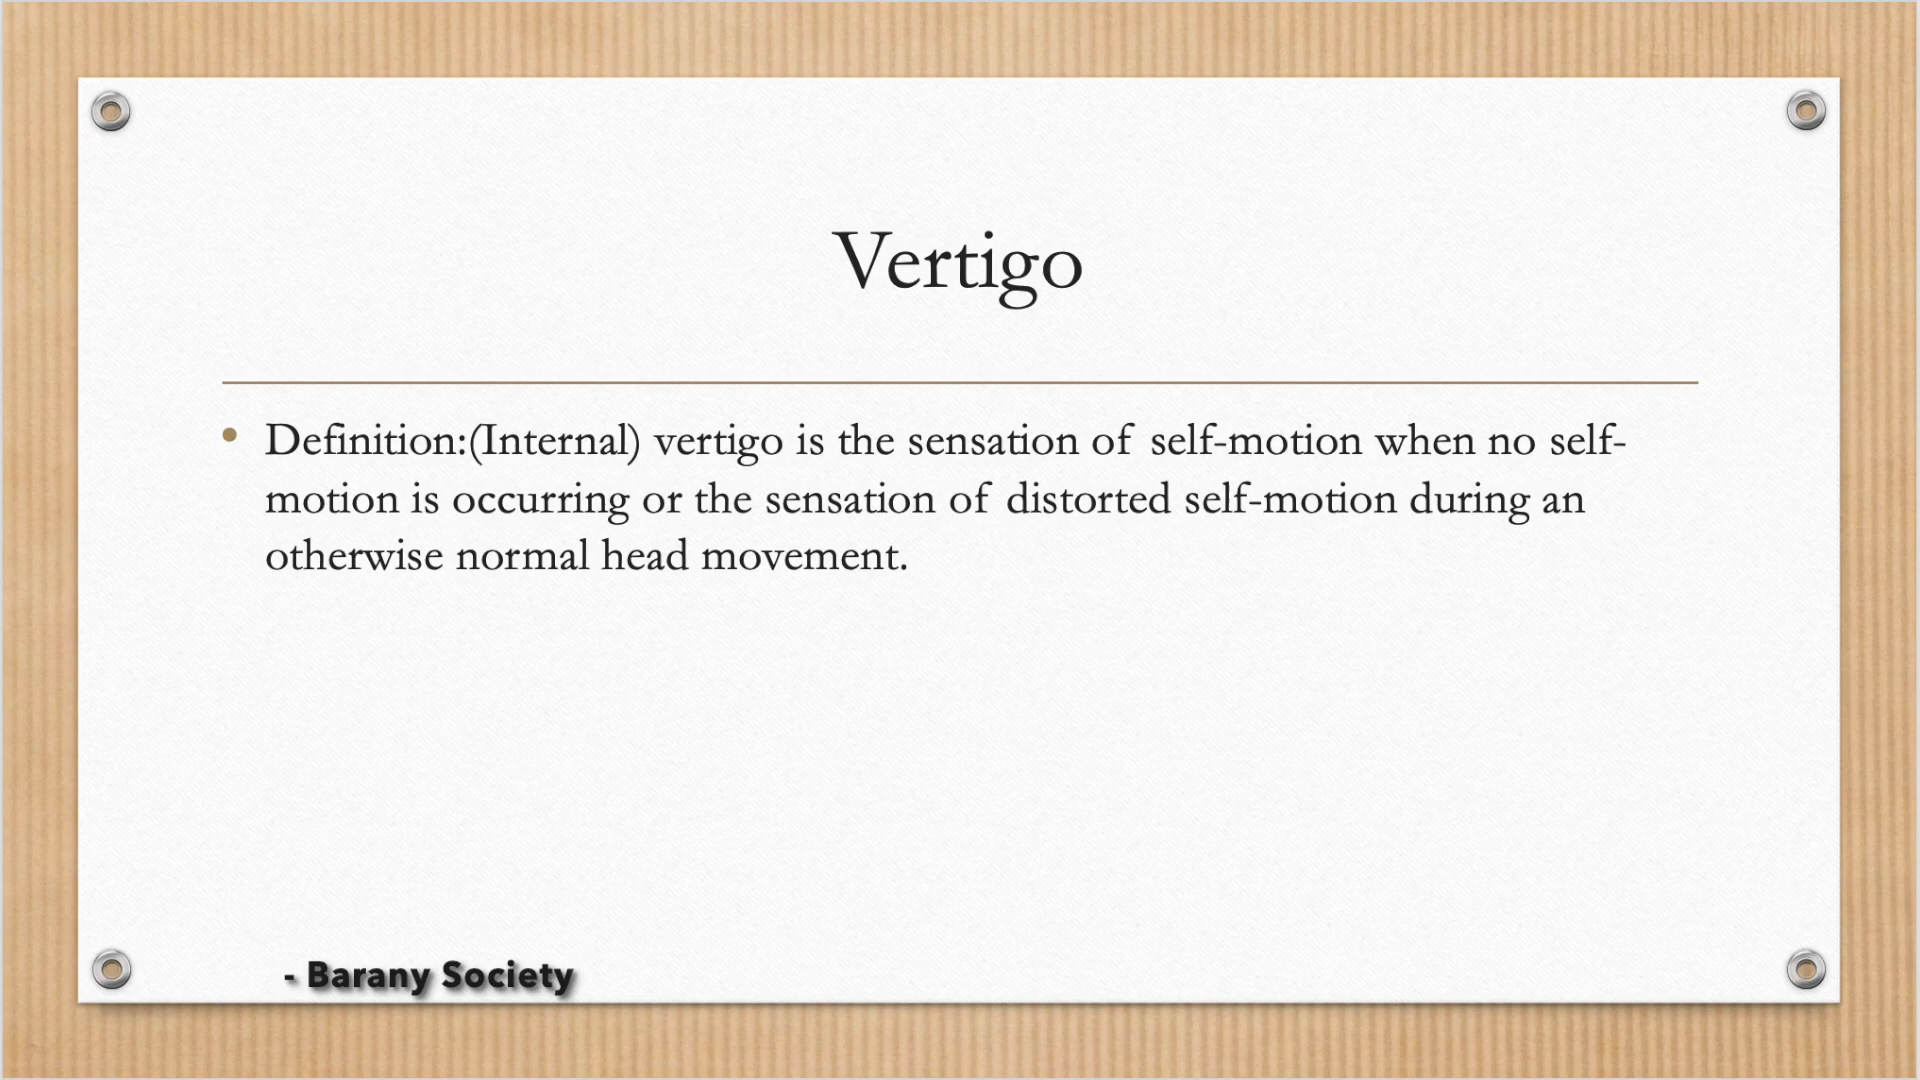 Vertigo
• Definition:(Internal) vertigo is the sensation of self-motion when no self-
motion is occurring or the sensation of distorted self-motion during an
otherwise normal head movement.
- Barany Society